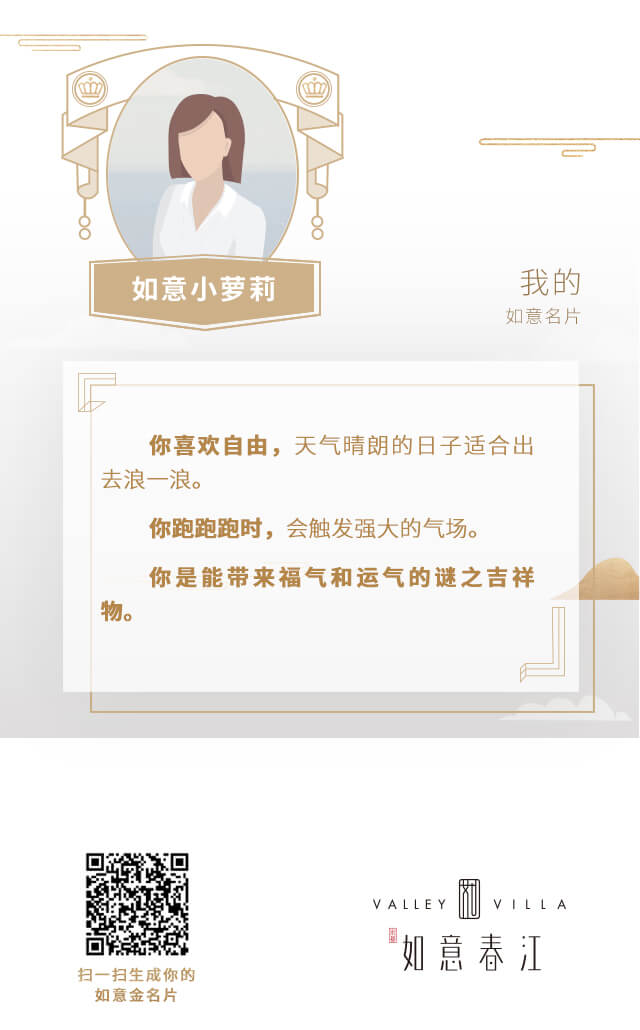 如意小萝莉
我的
如意名片
你喜欢自由，天气晴朗的日子适合出
去浪一浪。
你跑跑跑时，会触发强大的气场。
你是能带来福气和运气的谜之吉祥
物。
扫一扫生成你的
如意金名片
VALLEY VILLA
如意春江